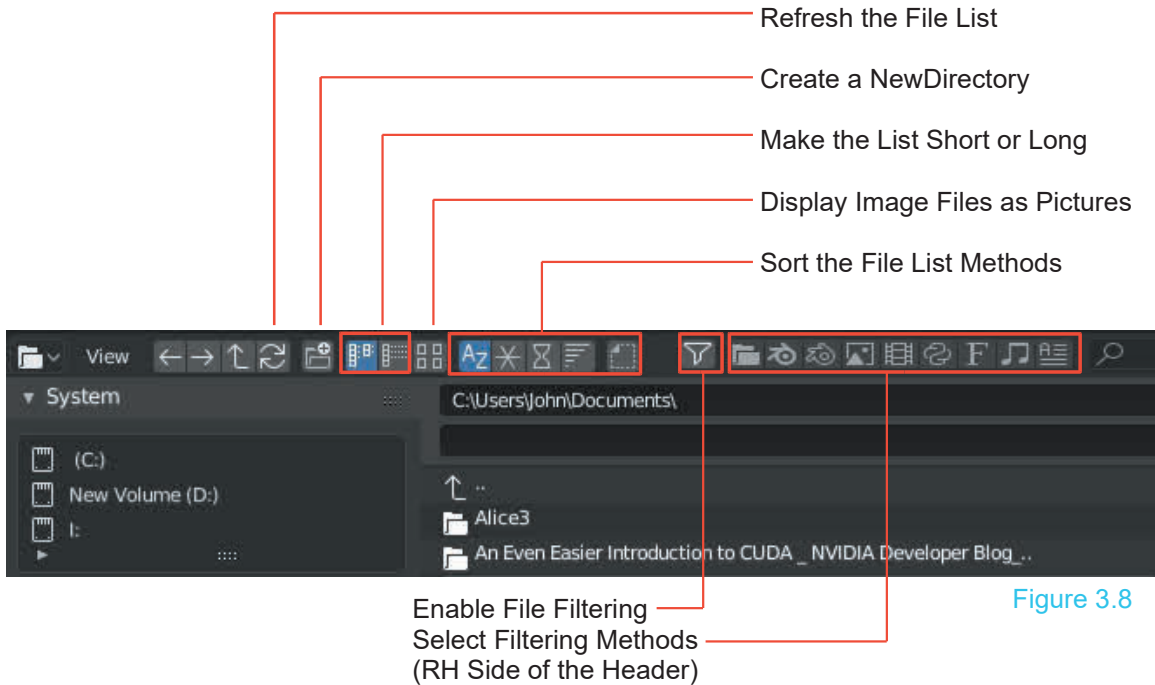 Refresh the File List
Create a NewDirectory
Make the List Short or Long
Display Image Files as Pictures
Sort the File List Methods
View
System
C:\Users\John\Documents\
(C:)
New Volume (D:)
I:
..
Alice3
An Even Easier Introduction to CUDA _ NVIDIA Developer Blog_..
Enable File Filtering
Select Filtering Methods
(RH Side of the Header)
Figure 3.8